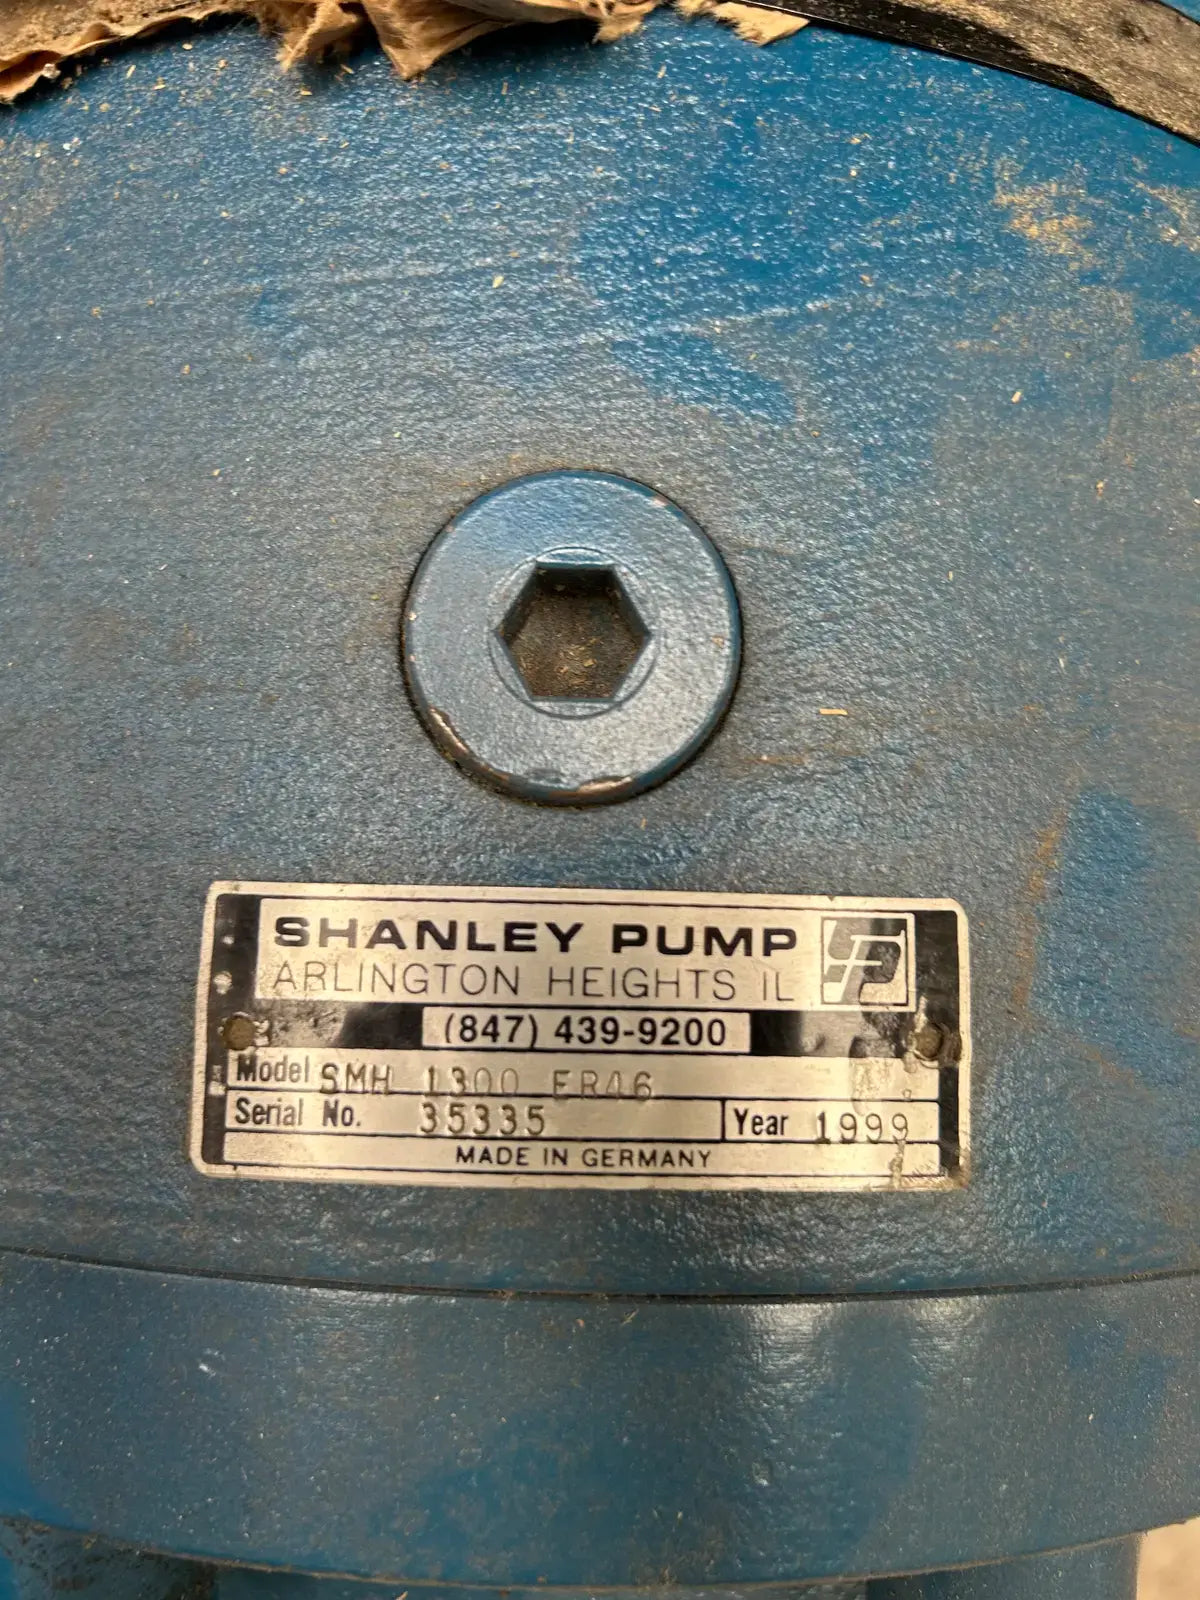 SHANLEY PUMP
ARLINGTON HEIGHTS IL
(847) 439-9200
Model SMH 1300 ER46
Serial No. 35335 Year 1999
MADE IN GERMANY